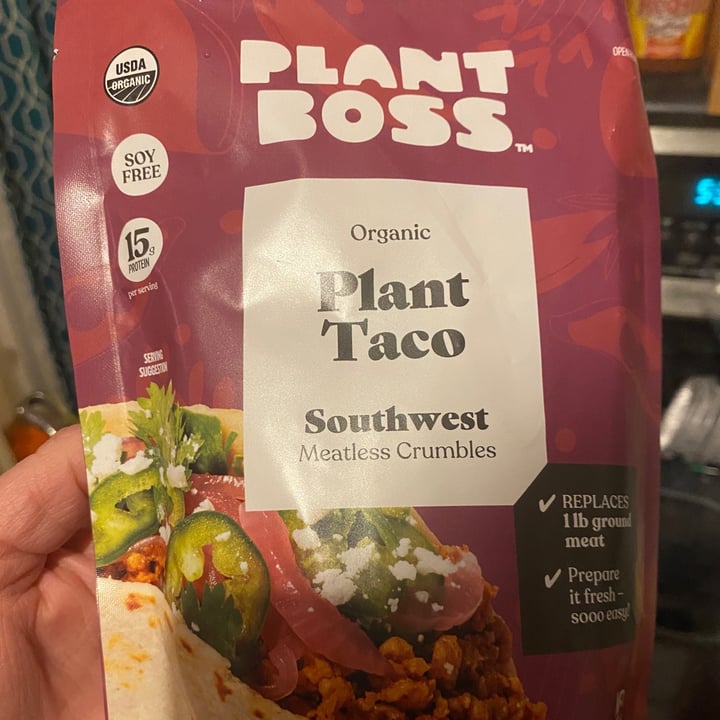 USDA
ORGANIC
PLANT
BOSS™
SOY
FREE
15g
PROTEIN
per serving
Organic
Plant
Taco
Southwest
Meatless Crumbles
SERVING
SUGGESTION
✓ REPLACES
1 lb ground
meat
✓ Prepare
it fresh –
sooo easy!